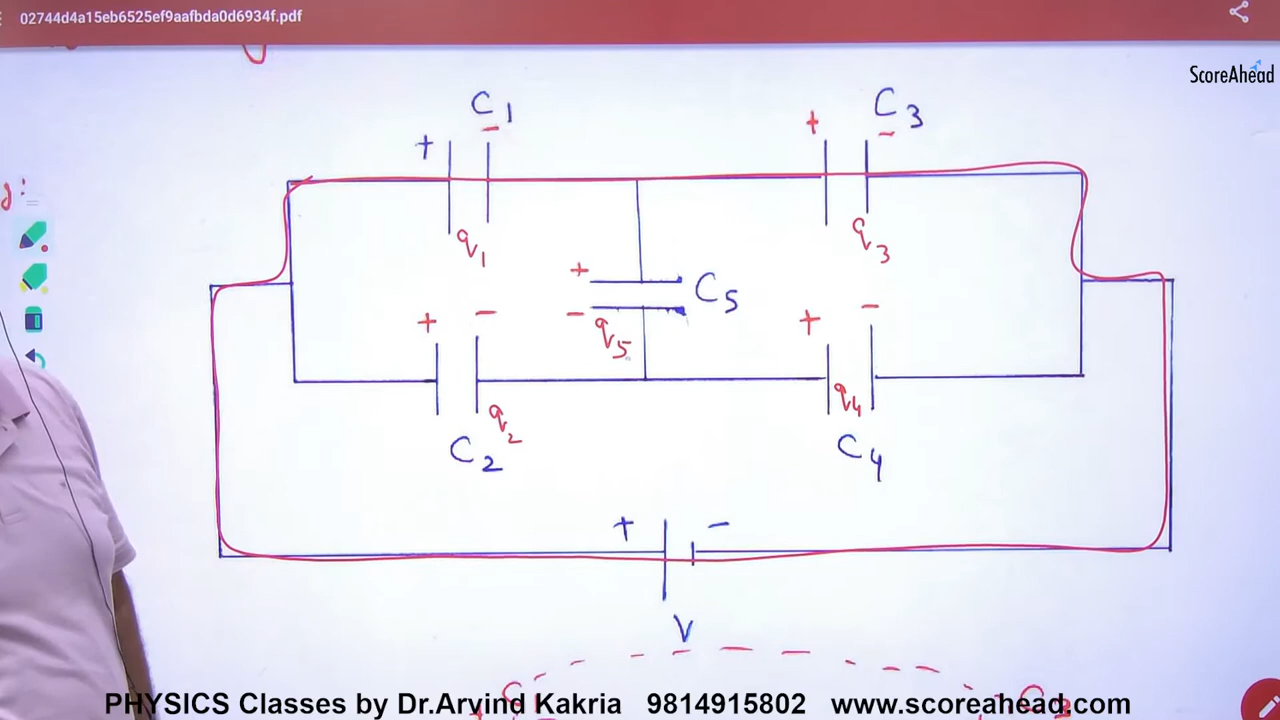 02744d4a15eb6525ef9aafbda0d6934f.pdf
ScoreAhead
C1
C3
+ -
+ -
q1
q3
+
C5
-
q5
+ -
+ -
q2
q4
C2
C4
+ -
V
PHYSICS Classes by Dr.Arvind Kakria 9814915802 www.scoreahead.com